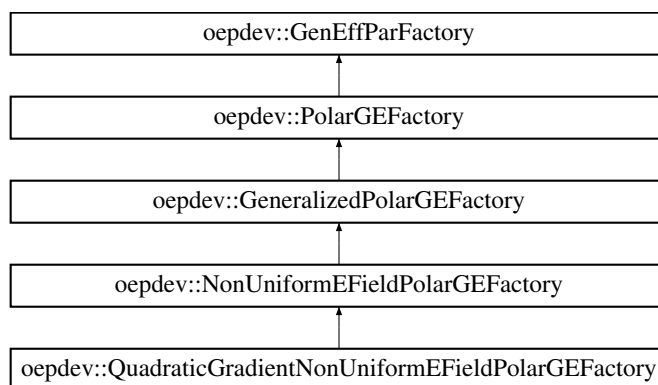 oepdev::GenEffParFactory
oepdev::PolarGEFactory
oepdev::GeneralizedPolarGEFactory
oepdev::NonUniformEFieldPolarGEFactory
oepdev::QuadraticGradientNonUniformEFieldPolarGEFactory